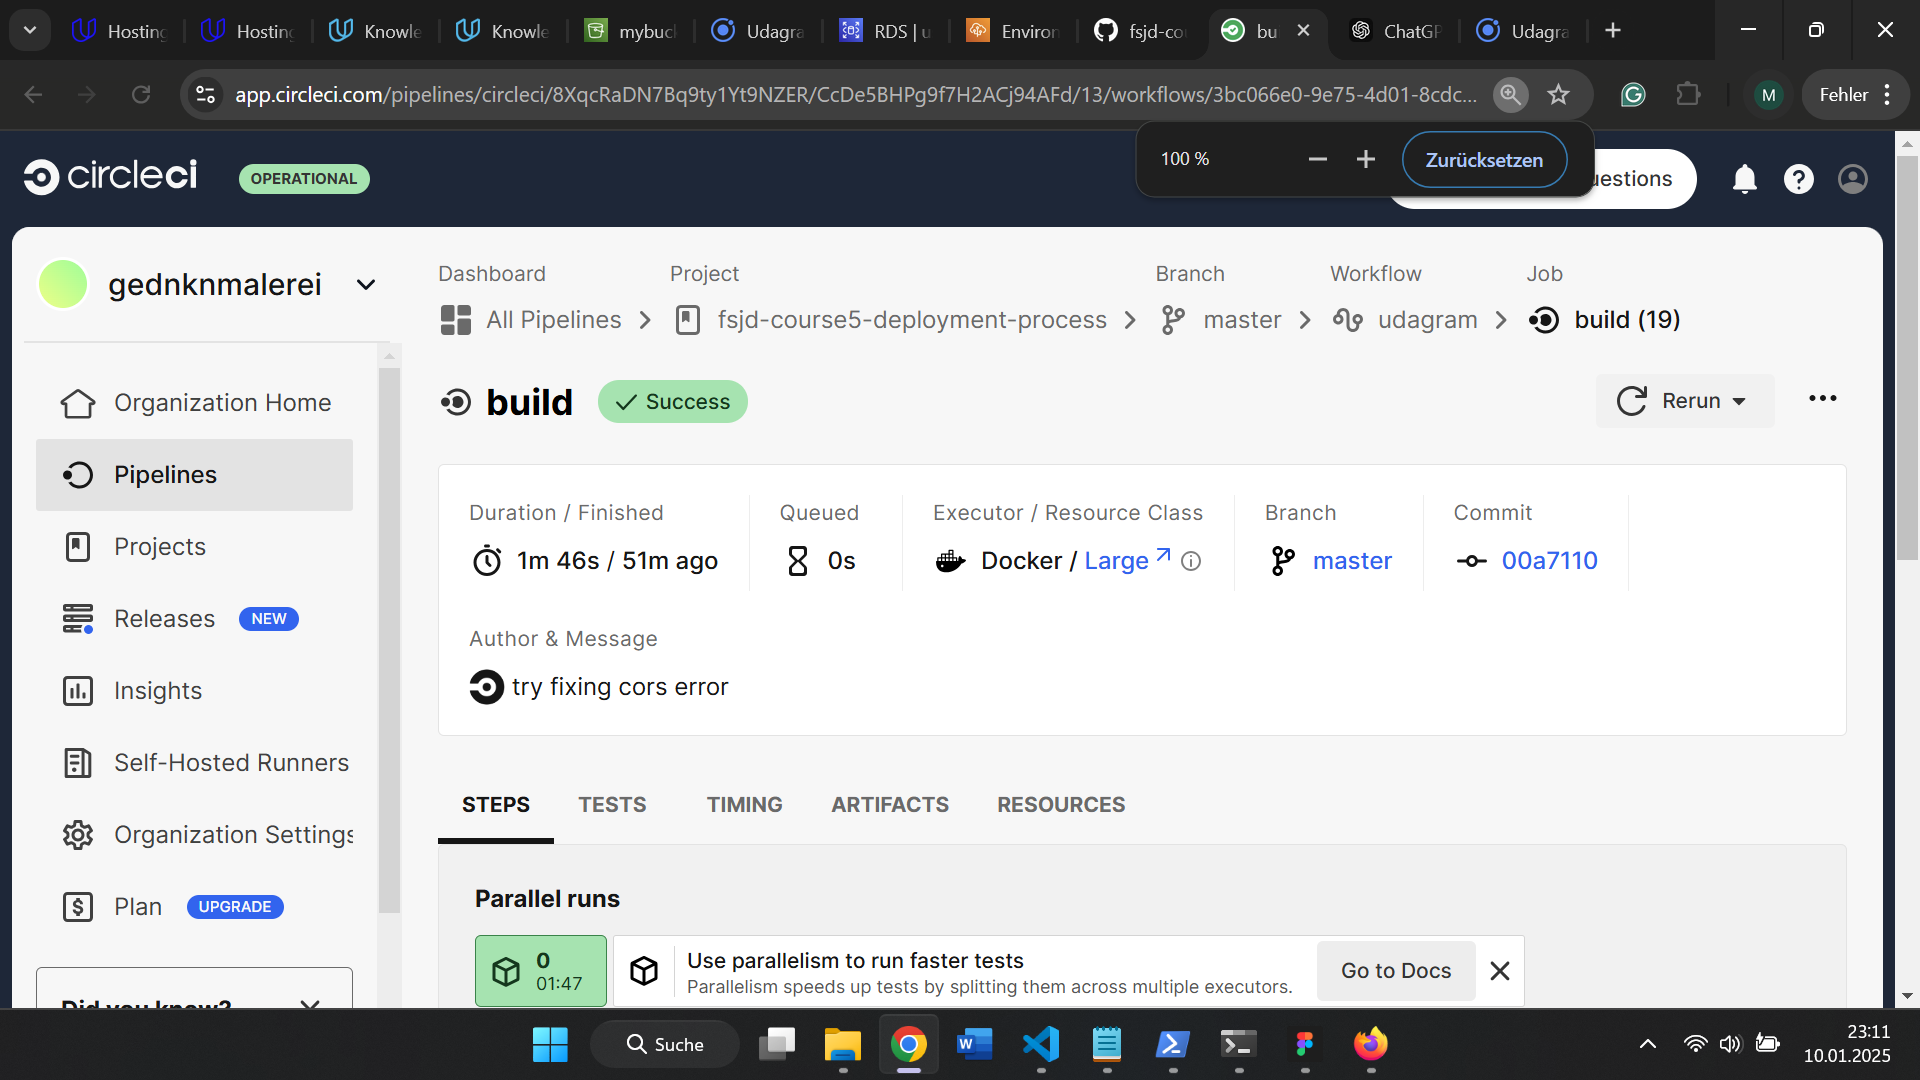 Hosting
Hosting
Knowle
Knowle
mybuck
Udagra
RDS | u
Environ
fsjd-co
bu
ChatGP
Udagra
app.circleci.com/pipelines/circleci/8XqcRaDN7Bq9ty1Yt9NZER/CcDe5BHPg9f7H2ACj94AFd/13/workflows/3bc066e0-9e75-4d01-8cdc...
M
Fehler
100 %
Zurücksetzen
circleci
OPERATIONAL
uestions
gednknmalerei
Dashboard
Project
Branch
Workflow
Job
All Pipelines
fsjd-course5-deployment-process
master
udagram
build (19)
build
Success
Rerun
Organization Home
Pipelines
Projects
Releases NEW
Insights
Self-Hosted Runners
Organization Settings
Plan UPGRADE
Did you know?
Duration / Finished
1m 46s / 51m ago
Queued
0s
Executor / Resource Class
Docker / Large
Branch
master
Commit
00a7110
Author & Message
try fixing cors error
STEPS
TESTS
TIMING
ARTIFACTS
RESOURCES
Parallel runs
0
01:47
Use parallelism to run faster tests
Parallelism speeds up tests by splitting them across multiple executors.
Go to Docs
Suche
23:11
10.01.2025